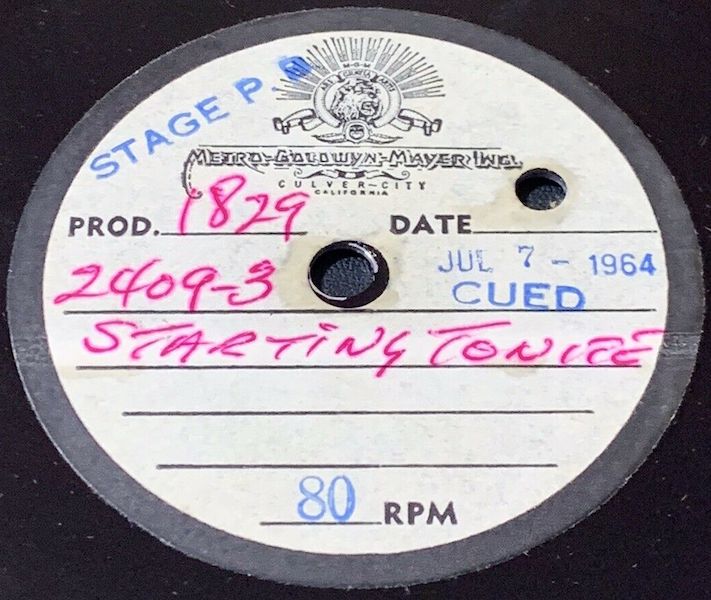 STAGE P.B
M-G-M
ARS GRATIA ARTIS
METRO-GOLDWYN-MAYER INC.
CULVER-CITY
CALIFORNIA
PROD. 1829 DATE
2409-3 JUL 7 - 1964
CUED
STARTING TONITE
80 RPM